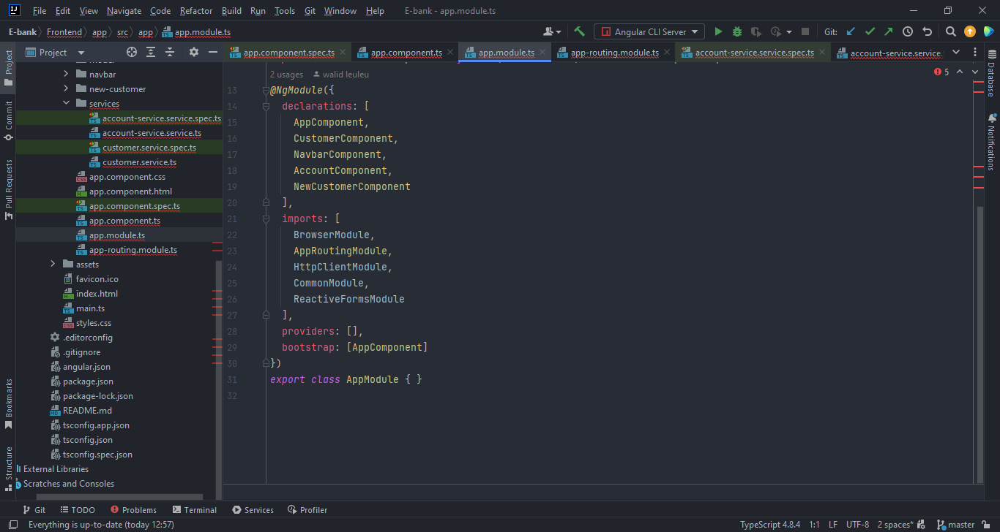 File Edit View Navigate Code Refactor Build Run Tools Git Window Help E-bank - app.module.ts
E-bank Frontend app src app app.module.ts Angular CLI Server Git:
Project app.component.spec.ts app.component.ts app.module.ts app-routing.module.ts account-service.service.spec.ts account-service.service.
Project
Commit
Pull Requests
Bookmarks
Structure
navbar
new-customer
services
account-service.service.spec.ts
account-service.service.ts
customer.service.spec.ts
customer.service.ts
app.component.css
app.component.html
app.component.spec.ts
app.component.ts
app.module.ts
app-routing.module.ts
assets
favicon.ico
index.html
main.ts
styles.css
.editorconfig
.gitignore
angular.json
package.json
package-lock.json
README.md
tsconfig.app.json
tsconfig.json
tsconfig.spec.json
External Libraries
Scratches and Consoles
2 usages walid leuleu
5
13 @NgModule({
14 declarations: [
15 AppComponent,
16 CustomerComponent,
17 NavbarComponent,
18 AccountComponent,
19 NewCustomerComponent
20 ],
21 imports: [
22 BrowserModule,
23 AppRoutingModule,
24 HttpClientModule,
25 CommonModule,
26 ReactiveFormsModule
27 ],
28 providers: [],
29 bootstrap: [AppComponent]
30 })
31 export class AppModule { }
32
Database
Notifications
Git TODO Problems Terminal Services Profiler
Everything is up-to-date (today 12:57) TypeScript 4.8.4 1:1 LF UTF-8 2 spaces* master